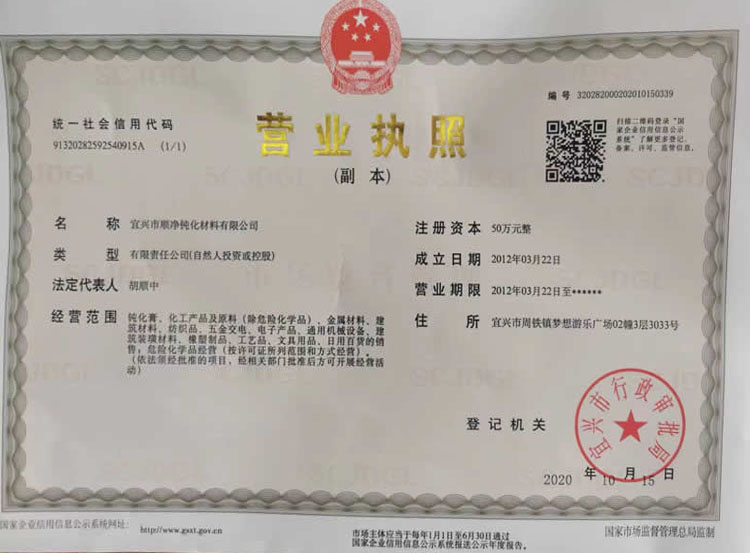 编 号 320282000202010150339
统一社会信用代码
91320282592540915A (1/1)
营业执照
(副 本)
扫描二维码登录“国
家企业信用信息公示
系统”了解更多登记、
备案、许可、监管信息。
名 称 宜兴市顺净钝化材料有限公司
类 型 有限责任公司(自然人投资或控股)
法定代表人 胡顺中
经营范围 钝化膏、化工产品及原料(除危险化学品)、金属材料、建
筑材料、纺织品、五金交电、电子产品、通用机械设备、建
筑装璜材料、橡塑制品、工艺品、文具用品、日用百货的销
售;危险化学品经营(按许可证所列范围和方式经营)。
(依法须经批准的项目,经相关部门批准后方可开展经营活
动)
注册资本 50万元整
成立日期 2012年03月22日
营业期限 2012年03月22日至******
住 所 宜兴市周铁镇梦想游乐广场02幢3层3033号
登记机关
宜兴市行政审批局
2020 年 10 月 15 日
国家企业信用信息公示系统网址: http://www.gsxt.gov.cn
市场主体应当于每年1月1日至6月30日通过
国家企业信用信息公示系统报送公示年度报告。
国家市场监督管理总局监制